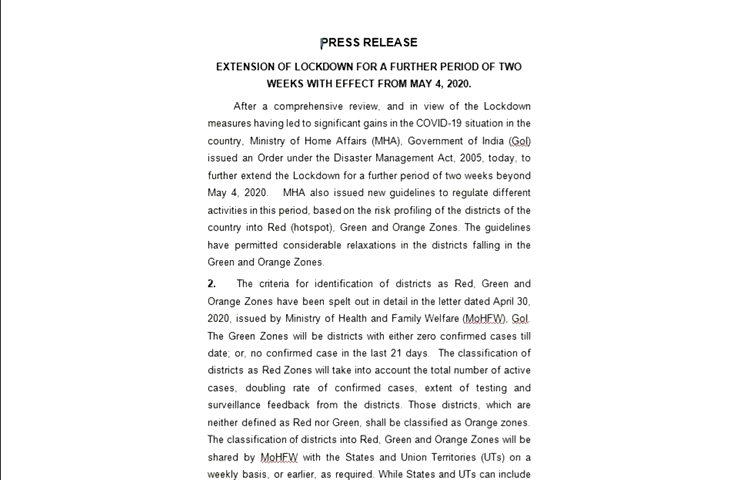 PRESS RELEASE
EXTENSION OF LOCKDOWN FOR A FURTHER PERIOD OF TWO
WEEKS WITH EFFECT FROM MAY 4, 2020.
After a comprehensive review, and in view of the Lockdown
measures having led to significant gains in the COVID-19 situation in the
country, Ministry of Home Affairs (MHA), Government of India (GoI)
issued an Order under the Disaster Management Act, 2005, today, to
further extend the Lockdown for a further period of two weeks beyond
May 4, 2020. MHA also issued new guidelines to regulate different
activities in this period, based on the risk profiling of the districts of the
country into Red (hotspot), Green and Orange Zones. The guidelines
have permitted considerable relaxations in the districts falling in the
Green and Orange Zones.
2. The criteria for identification of districts as Red, Green and
Orange Zones have been spelt out in detail in the letter dated April 30,
2020, issued by Ministry of Health and Family Welfare (MoHFW), GoI.
The Green Zones will be districts with either zero confirmed cases till
date; or, no confirmed case in the last 21 days. The classification of
districts as Red Zones will take into account the total number of active
cases, doubling rate of confirmed cases, extent of testing and
surveillance feedback from the districts. Those districts, which are
neither defined as Red nor Green, shall be classified as Orange zones.
The classification of districts into Red, Green and Orange Zones will be
shared by MoHFW with the States and Union Territories (UTs) on a
weekly basis, or earlier, as required. While States and UTs can include